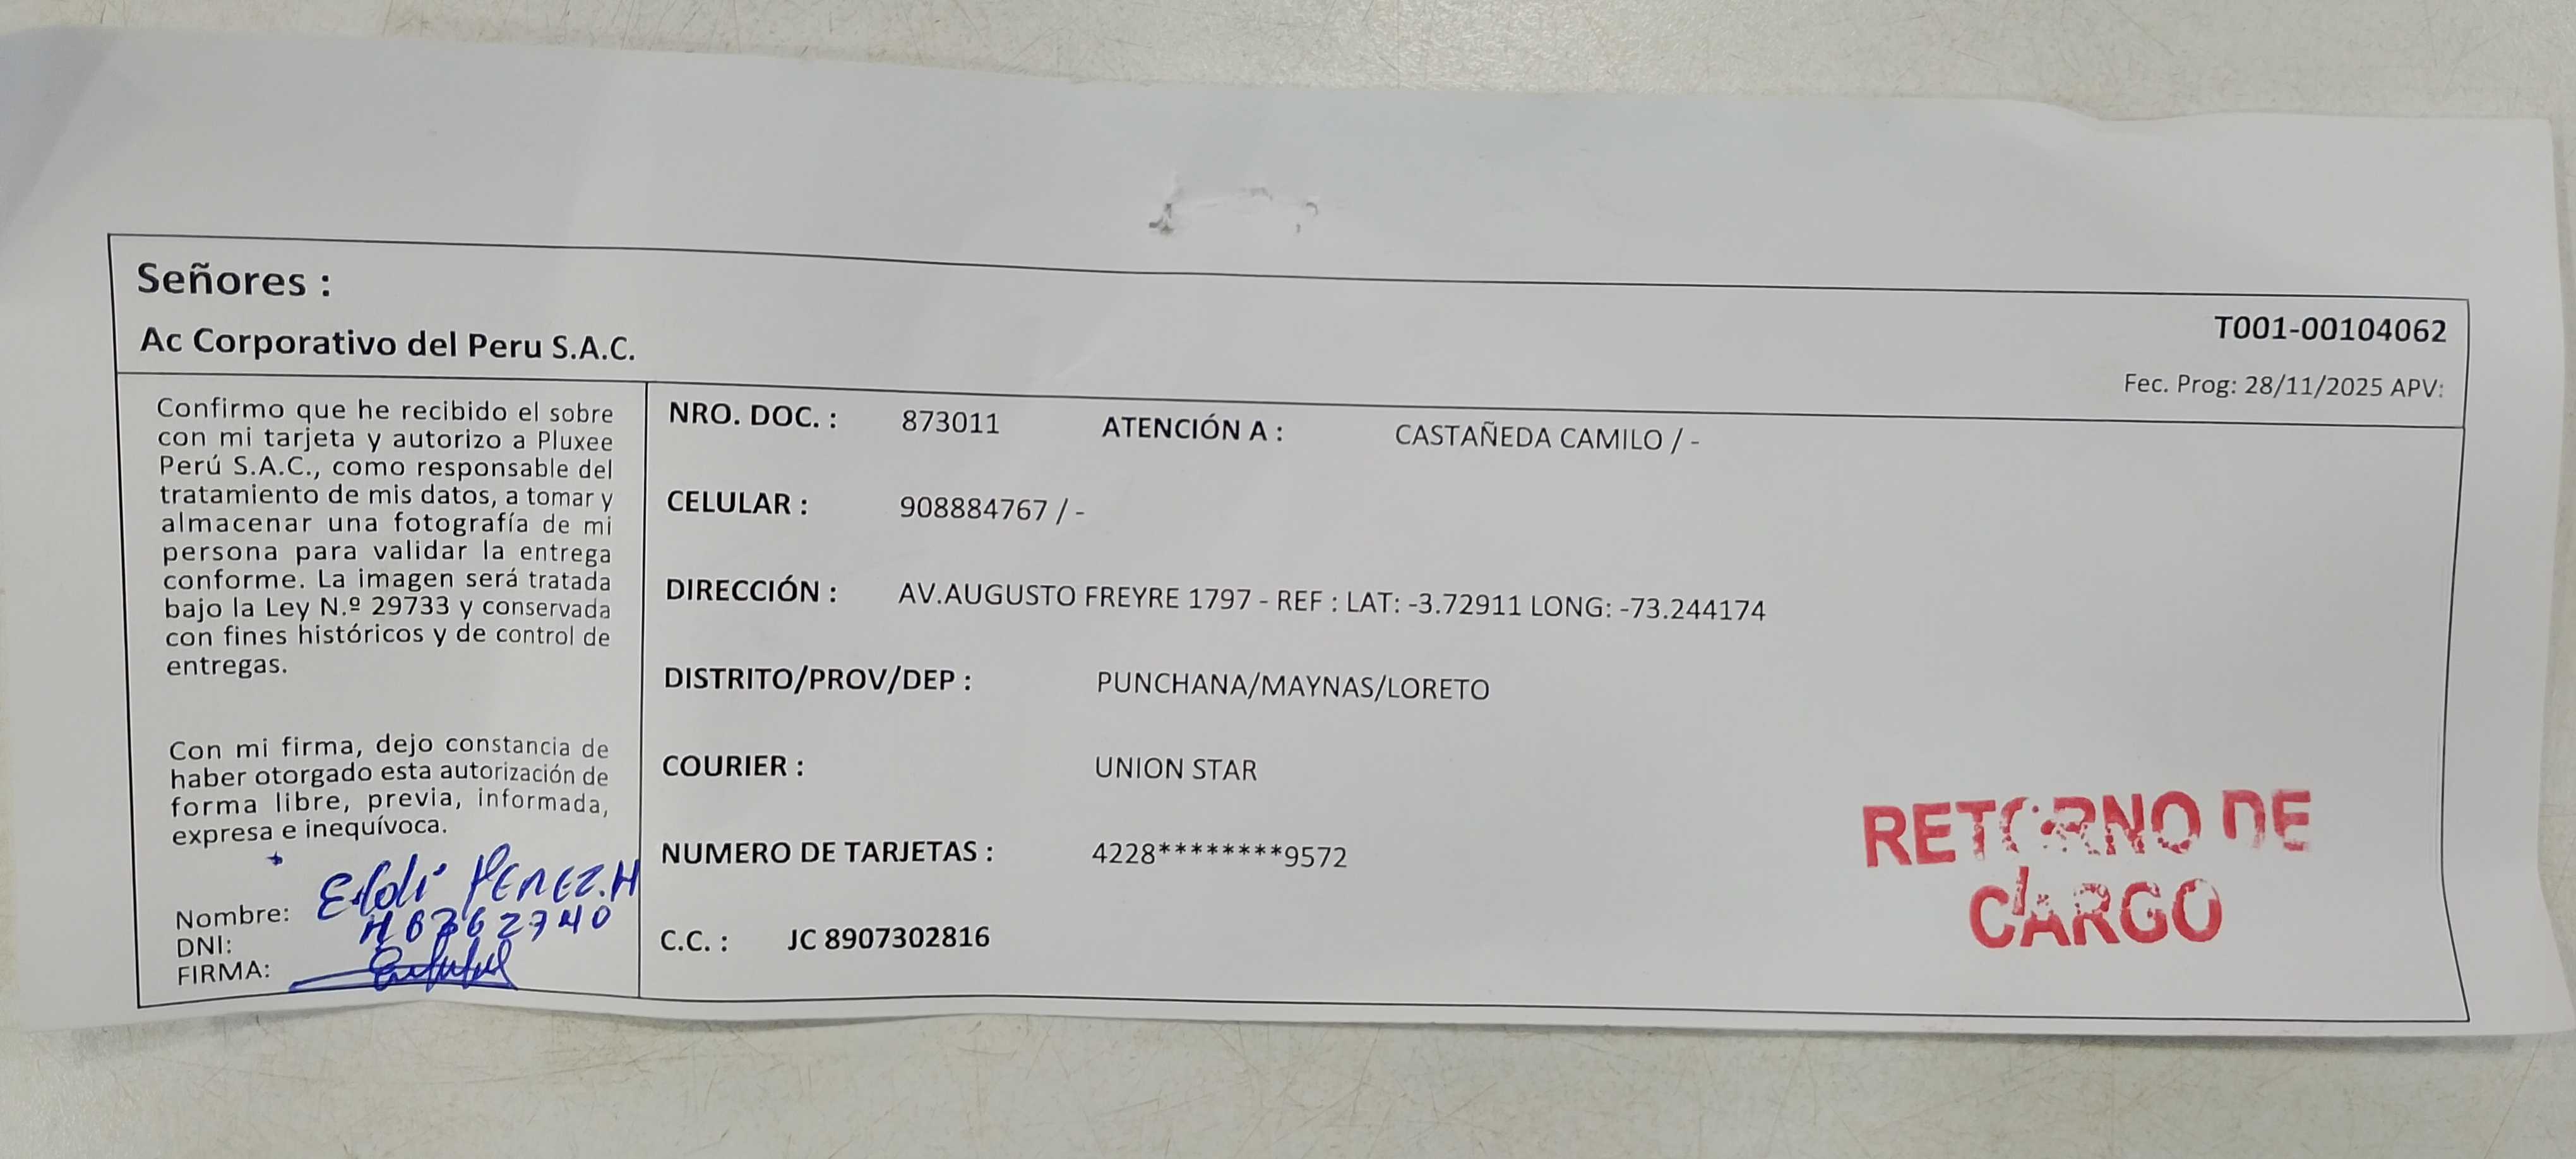 Señores :
Ac Corporativo del Peru S.A.C.
T001-00104062
Fec. Prog: 28/11/2025 APV:
Confirmo que he recibido el sobre
con mi tarjeta y autorizo a Pluxee
Perú S.A.C., como responsable del
tratamiento de mis datos, a tomar y
almacenar una fotografía de mi
persona para validar la entrega
conforme. La imagen será tratada
bajo la Ley N.º 29733 y conservada
con fines históricos y de control de
entregas.
Con mi firma, dejo constancia de
haber otorgado esta autorización de
forma libre, previa, informada,
expresa e inequívoca.
Nombre: PEREZ.H
DNI:
FIRMA:
NRO. DOC. : 873011 ATENCIÓN A : CASTAÑEDA CAMILO / -
CELULAR : 908884767 / -
DIRECCIÓN : AV.AUGUSTO FREYRE 1797 - REF : LAT: -3.72911 LONG: -73.244174
DISTRITO/PROV/DEP : PUNCHANA/MAYNAS/LORETO
COURIER : UNION STAR
NUMERO DE TARJETAS : 4228********9572
C.C. : JC 8907302816
RETORNO DE
CARGO